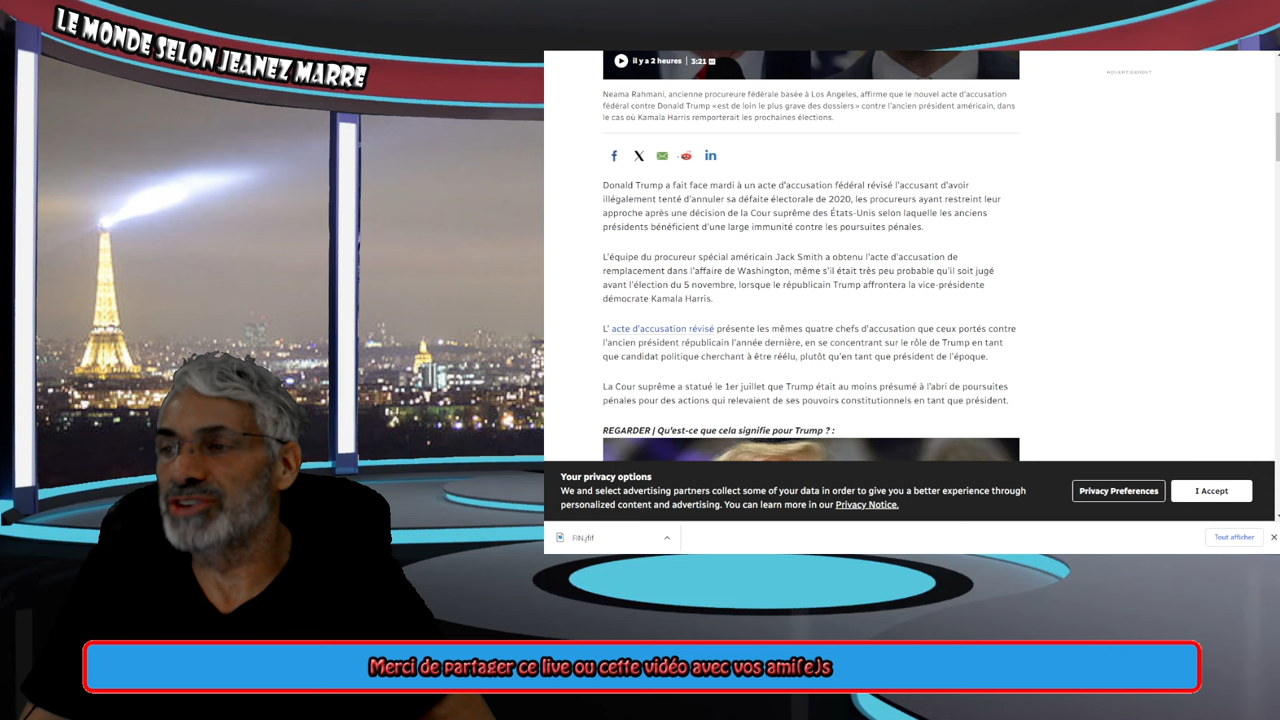 LE MONDE SELON JEANEZ MARRE
il y a 2 heures | 3:21
ADVERTISEMENT
Neama Rahmani, ancienne procureure fédérale basée à Los Angeles, affirme que le nouvel acte d'accusation
fédéral contre Donald Trump « est de loin le plus grave des dossiers » contre l'ancien président américain, dans
le cas où Kamala Harris remporterait les prochaines élections.
Donald Trump a fait face mardi à un acte d'accusation fédéral révisé l'accusant d'avoir
illégalement tenté d'annuler sa défaite électorale de 2020, les procureurs ayant restreint leur
approche après une décision de la Cour suprême des États-Unis selon laquelle les anciens
présidents bénéficient d'une large immunité contre les poursuites pénales.
L'équipe du procureur spécial américain Jack Smith a obtenu l'acte d'accusation de
remplacement dans l'affaire de Washington, même s'il était très peu probable qu'il soit jugé
avant l'élection du 5 novembre, lorsque le républicain Trump affrontera la vice-présidente
démocrate Kamala Harris.
L' acte d'accusation révisé présente les mêmes quatre chefs d'accusation que ceux portés contre
l'ancien président républicain l'année dernière, en se concentrant sur le rôle de Trump en tant
que candidat politique cherchant à être réélu, plutôt qu'en tant que président de l'époque.
La Cour suprême a statué le 1er juillet que Trump était au moins présumé à l'abri de poursuites
pénales pour des actions qui relevaient de ses pouvoirs constitutionnels en tant que président.
REGARDER | Qu'est-ce que cela signifie pour Trump ? :
Your privacy options
We and select advertising partners collect some of your data in order to give you a better experience through
personalized content and advertising. You can learn more in our Privacy Notice.
Privacy Preferences
I Accept
FIN.jfif
Tout afficher
Merci de partager ce live ou cette vidéo avec vos ami(e)s